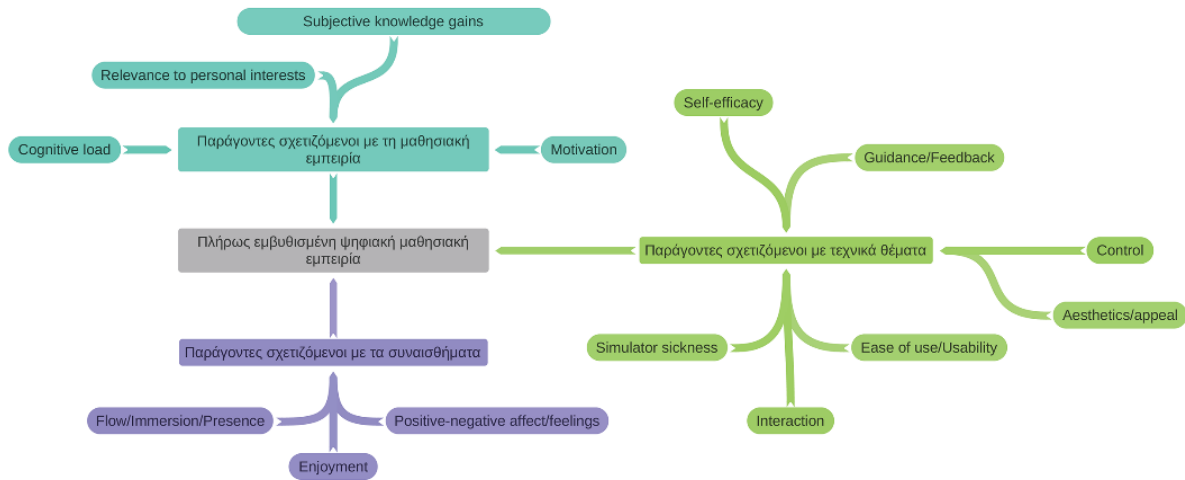 Subjective knowledge gains
Relevance to personal interests
Self-efficacy
Cognitive load
Παράγοντες σχετιζόμενοι με τη μαθησιακή
εμπειρία
Motivation
Guidance/Feedback
Πλήρως εμβυθισμένη ψηφιακή μαθησιακή
εμπειρία
Παράγοντες σχετιζόμενοι με τεχνικά θέματα
Control
Aesthetics/appeal
Παράγοντες σχετιζόμενοι με τα συναισθήματα
Simulator sickness
Ease of use/Usability
Flow/Immersion/Presence
Positive-negative affect/feelings
Interaction
Enjoyment